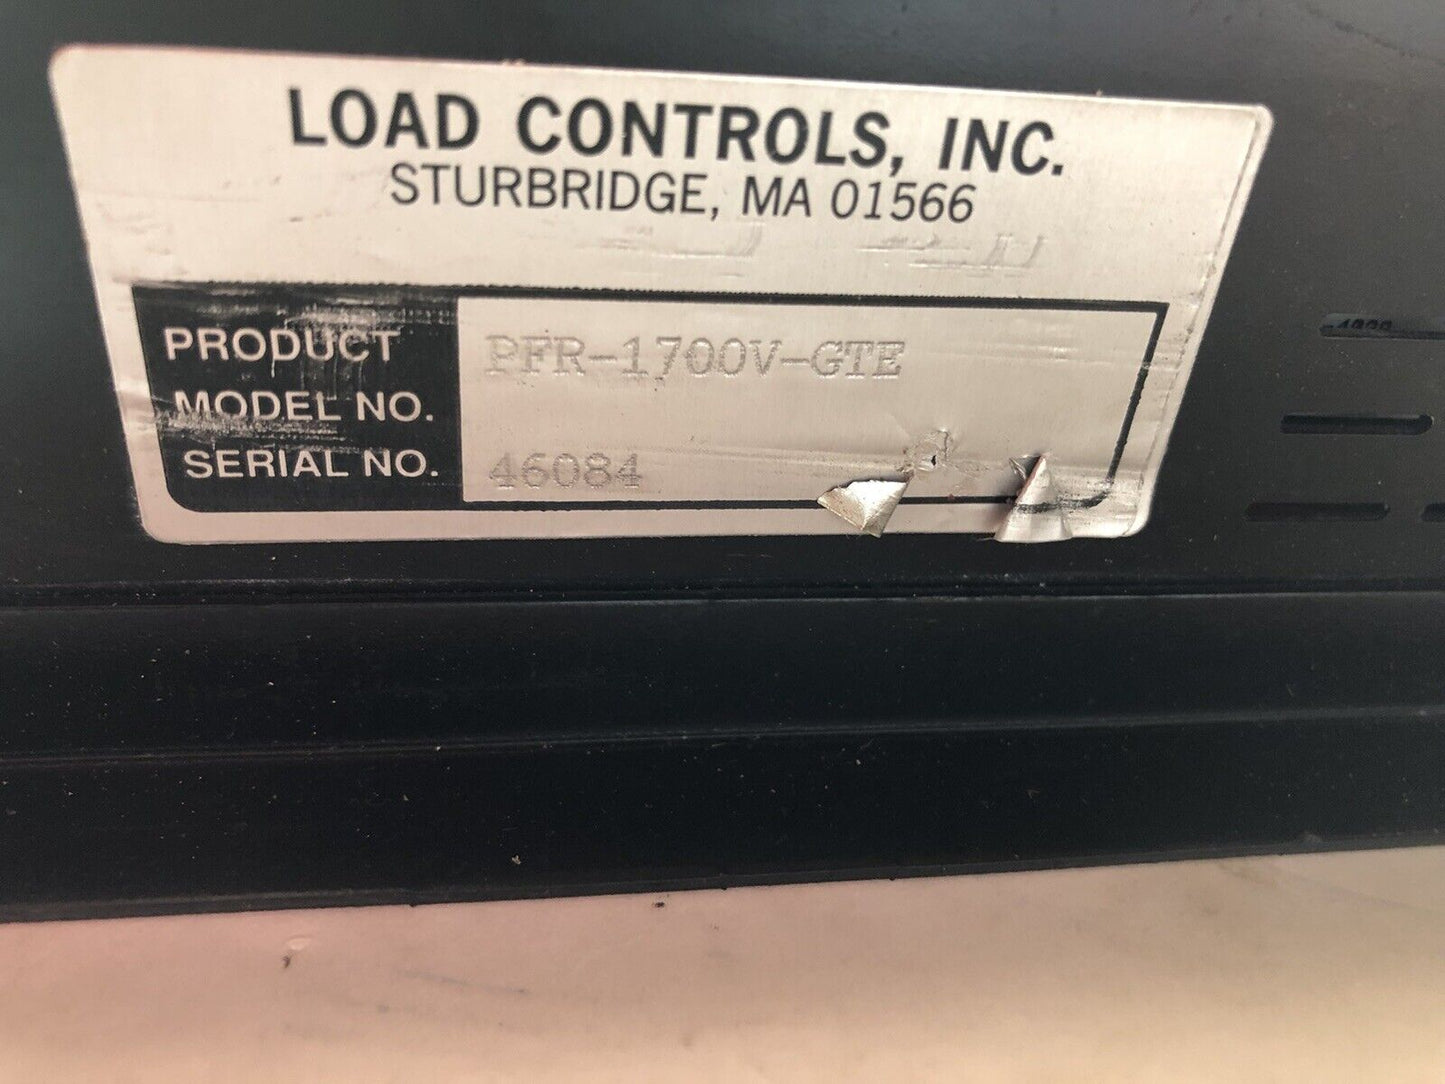 LOAD CONTROLS, INC.
STURBRIDGE, MA 01566
PRODUCT PFR-1700V-GTE
MODEL NO.
SERIAL NO. 46084